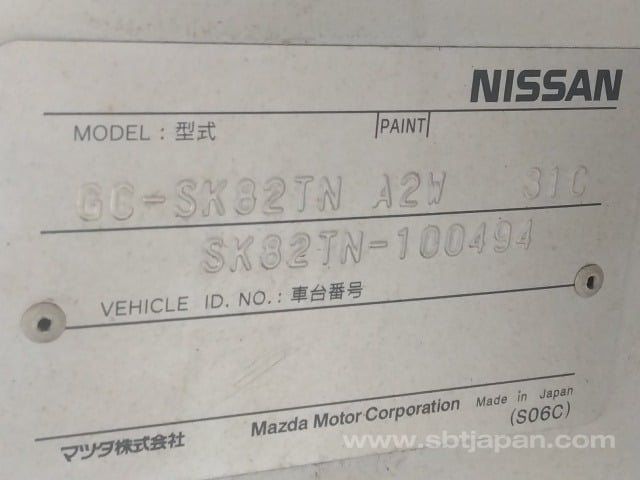 NISSAN
MODEL : 型式 PAINT
GC-SK82TN A2W 31C
SK82TN-100494
VEHICLE ID. NO. : 車台番号
マツダ株式会社 Mazda Motor Corporation Made in Japan
(S06C)
www.sbtjapan.com